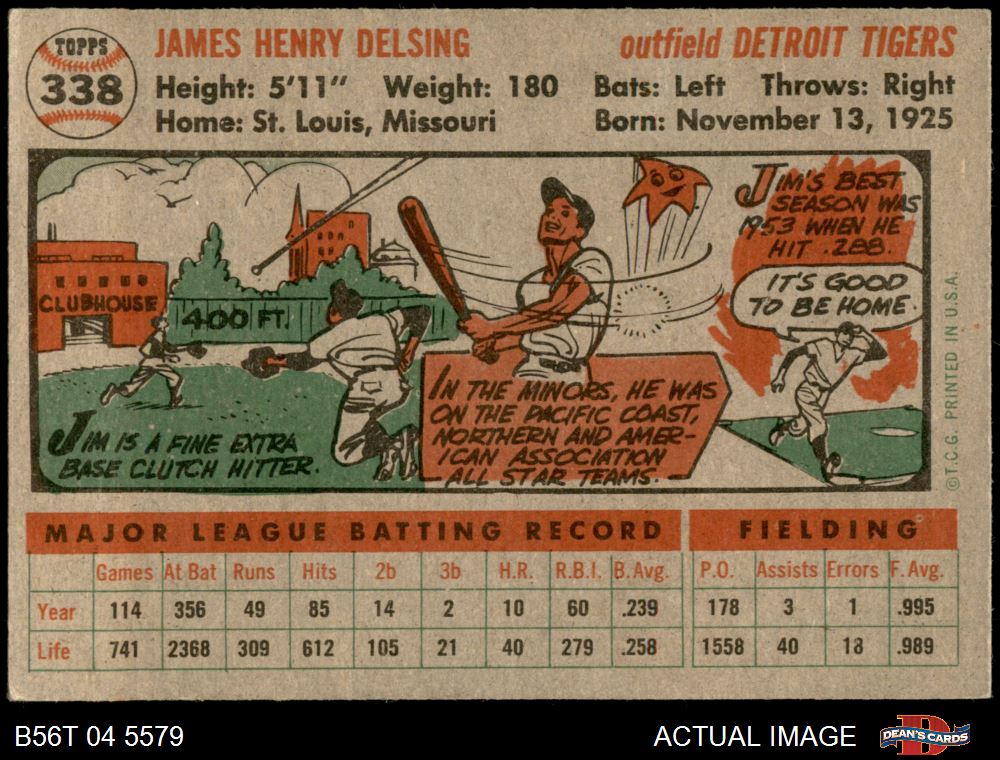 TOPPS
338
JAMES HENRY DELSING
outfield DETROIT TIGERS
Height: 5'11" Weight: 180 Bats: Left Throws: Right
Home: St. Louis, Missouri Born: November 13, 1925
CLUBHOUSE
400 FT.
JIM IS A FINE EXTRA
BASE CLUTCH HITTER.
IN THE MINORS, HE WAS
ON THE PACIFIC COAST,
NORTHERN AND AMER-
ICAN ASSOCIATION
ALL STAR TEAMS.
JIM'S BEST
SEASON WAS
1953 WHEN HE
HIT .288.
IT'S GOOD
TO BE HOME.
©T.C.G. PRINTED IN U.S.A.
MAJOR LEAGUE BATTING RECORD FIELDING
Games At Bat Runs Hits 2b 3b H.R. R.B.I. B.Avg. P.O. Assists Errors F. Avg.
Year 114 356 49 85 14 2 10 60 .239 178 3 1 .995
Life 741 2368 309 612 105 21 40 279 .258 1558 40 18 .989
B56T 04 5579 ACTUAL IMAGE
DEAN'S CARDS